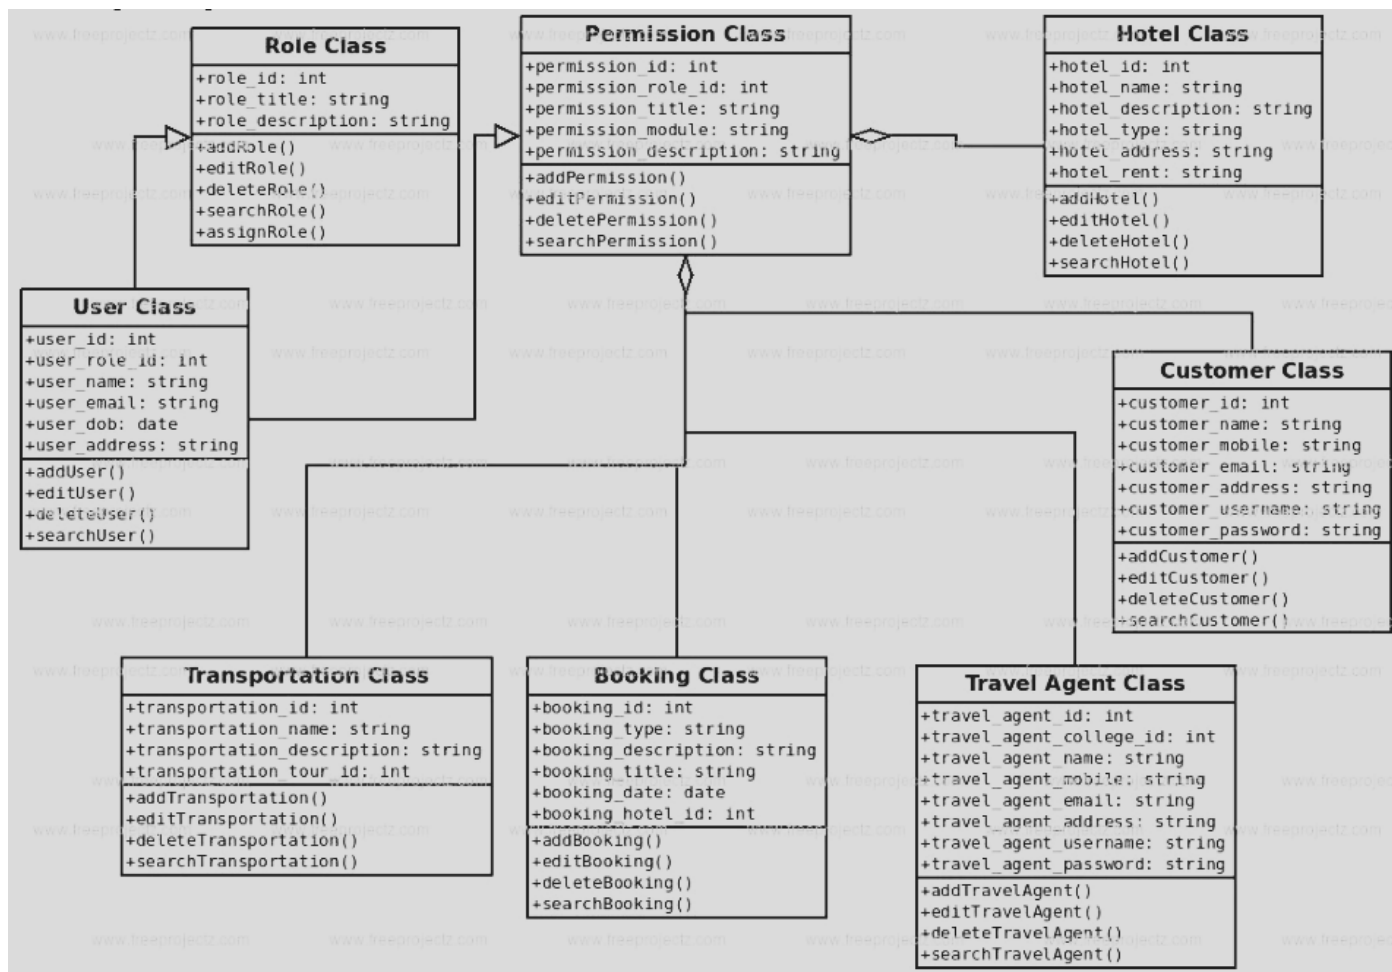 Role Class
+role_id: int
+role_title: string
+role_description: string
+addRole()
+editRole()
+deleteRole()
+searchRole()
+assignRole()
Permission Class
+permission_id: int
+permission_role_id: int
+permission_title: string
+permission_module: string
+permission_description: string
+addPermission()
+editPermission()
+deletePermission()
+searchPermission()
Hotel Class
+hotel_id: int
+hotel_name: string
+hotel_description: string
+hotel_type: string
+hotel_address: string
+hotel_rent: string
+addHotel()
+editHotel()
+deleteHotel()
+searchHotel()
User Class
+user_id: int
+user_role_id: int
+user_name: string
+user_email: string
+user_dob: date
+user_address: string
+addUser()
+editUser()
+deleteUser()
+searchUser()
Customer Class
+customer_id: int
+customer_name: string
+customer_mobile: string
+customer_email: string
+customer_address: string
+customer_username: string
+customer_password: string
+addCustomer()
+editCustomer()
+deleteCustomer()
+searchCustomer()
Transportation Class
+transportation_id: int
+transportation_name: string
+transportation_description: string
+transportation_tour_id: int
+addTransportation()
+editTransportation()
+deleteTransportation()
+searchTransportation()
Booking Class
+booking_id: int
+booking_type: string
+booking_description: string
+booking_title: string
+booking_date: date
+booking_hotel_id: int
+addBooking()
+editBooking()
+deleteBooking()
+searchBooking()
Travel Agent Class
+travel_agent_id: int
+travel_agent_college_id: int
+travel_agent_name: string
+travel_agent_mobile: string
+travel_agent_email: string
+travel_agent_address: string
+travel_agent_username: string
+travel_agent_password: string
+addTravelAgent()
+editTravelAgent()
+deleteTravelAgent()
+searchTravelAgent()
www.freeprojectz.com